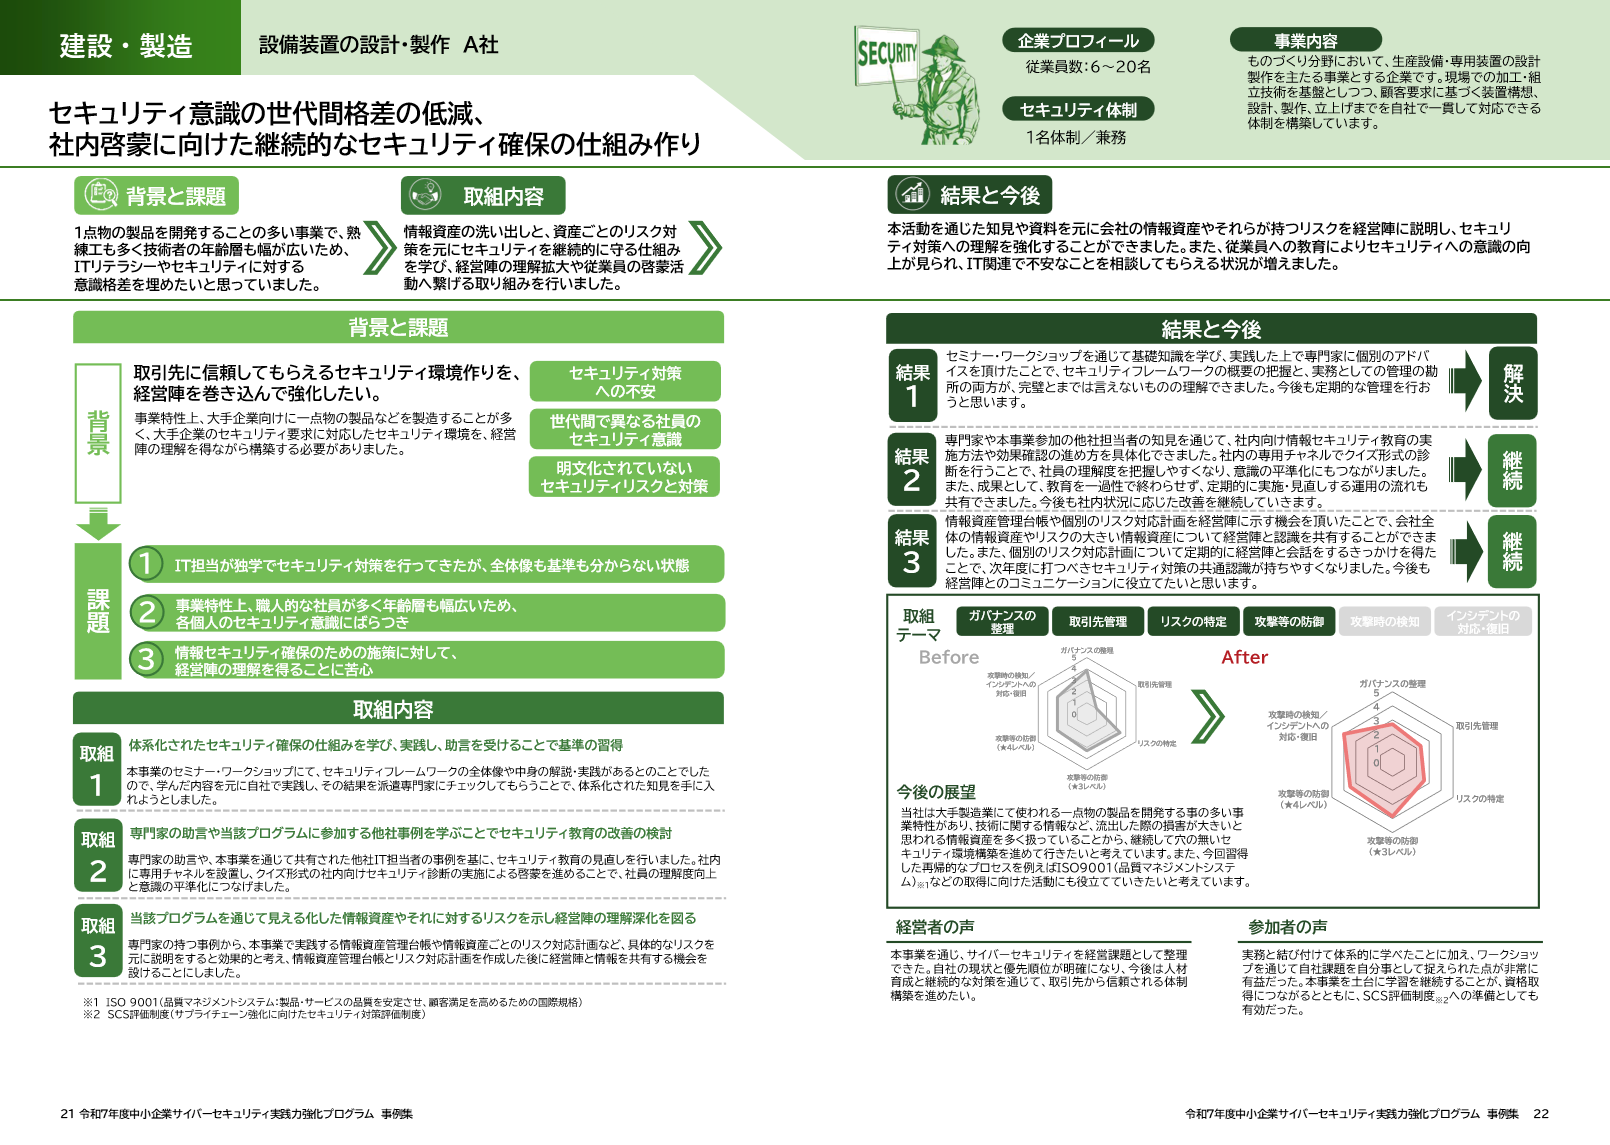 建設・製造
設備装置の設計・製作 A社
セキュリティ意識の世代間格差の低減、
社内啓蒙に向けた継続的なセキュリティ確保の仕組み作り
SECURITY
企業プロフィール
従業員数：6～20名
セキュリティ体制
1名体制／兼務
事業内容
ものづくり分野において、生産設備・専用装置の設計
製作を主たる事業とする企業です。現場での加工・組
立技術を基盤としつつ、顧客要求に基づく装置構想、
設計、製作、立上げまでを自社で一貫して対応できる
体制を構築しています。
背景と課題
1点物の製品を開発することの多い事業で、熟
練工も多く技術者の年齢層も幅が広いため、
ITリテラシーやセキュリティに対する
意識格差を埋めたいと思っていました。
取組内容
情報資産の洗い出しと、資産ごとのリスク対
策を元にセキュリティを継続的に守る仕組み
を学び、経営陣の理解拡大や従業員の啓蒙活
動へ繋げる取り組みを行いました。
結果と今後
本活動を通じた知見や資料を元に会社の情報資産やそれらが持つリスクを経営陣に説明し、セキュリ
ティ対策への理解を強化することができました。また、従業員への教育によりセキュリティへの意識の向
上が見られ、IT関連で不安なことを相談してもらえる状況が増えました。
背景と課題
背景
取引先に信頼してもらえるセキュリティ環境作りを、
経営陣を巻き込んで強化したい。
事業特性上、大手企業向けに一点物の製品などを製造することが多
く、大手企業のセキュリティ要求に対応したセキュリティ環境を、経営
陣の理解を得ながら構築する必要がありました。
セキュリティ対策
への不安
世代間で異なる社員の
セキュリティ意識
明文化されていない
セキュリティリスクと対策
課題
1 IT担当が独学でセキュリティ対策を行ってきたが、全体像も基準も分からない状態
2 事業特性上、職人的な社員が多く年齢層も幅広いため、
各個人のセキュリティ意識にばらつき
3 情報セキュリティ確保のための施策に対して、
経営陣の理解を得ることに苦心
取組内容
取組
1
体系化されたセキュリティ確保の仕組みを学び、実践し、助言を受けることで基準の習得
本事業のセミナー・ワークショップにて、セキュリティフレームワークの全体像や中身の解説・実践があるとのことでした
ので、学んだ内容を元に自社で実践し、その結果を派遣専門家にチェックしてもらうことで、体系化された知見を手に入
れようとしました。
取組
2
専門家の助言や当該プログラムに参加する他社事例を学ぶことでセキュリティ教育の改善の検討
専門家の助言や、本事業を通じて共有された他社IT担当者の事例を基に、セキュリティ教育の見直しを行いました。社内
に専用チャネルを設置し、クイズ形式の社内向けセキュリティ診断の実施による啓蒙を進めることで、社員の理解度向上
と意識の平準化につなげました。
取組
3
当該プログラムを通じて見える化した情報資産やそれに対するリスクを示し経営陣の理解深化を図る
専門家の持つ事例から、本事業で実践する情報資産管理台帳や情報資産ごとのリスク対応計画など、具体的なリスクを
元に説明をすると効果的と考え、情報資産管理台帳とリスク対応計画を作成した後に経営陣と情報を共有する機会を
設けることにしました。
※1 ISO 9001（品質マネジメントシステム：製品・サービスの品質を安定させ、顧客満足を高めるための国際規格）
※2 SCS評価制度（サプライチェーン強化に向けたセキュリティ対策評価制度）
結果と今後
結果
1
セミナー・ワークショップを通じて基礎知識を学び、実践した上で専門家に個別のアドバ
イスを頂けたことで、セキュリティフレームワークの概要の把握と、実務としての管理の勘
所の両方が、完璧とまでは言えないものの理解できました。今後も定期的な管理を行お
うと思います。
解決
結果
2
専門家や本事業参加の他社担当者の知見を通じて、社内向け情報セキュリティ教育の実
施方法や効果確認の進め方を具体化できました。社内の専用チャネルでクイズ形式の診
断を行うことで、社員の理解度を把握しやすくなり、意識の平準化にもつながりました。
また、成果として、教育を一過性で終わらせず、定期的に実施・見直しする運用の流れも
共有できました。今後も社内状況に応じた改善を継続していきます。
継続
結果
3
情報資産管理台帳や個別のリスク対応計画を経営陣に示す機会を頂いたことで、会社全
体の情報資産やリスクの大きい情報資産について経営陣と認識を共有することができま
した。また、個別のリスク対応計画について定期的に経営陣と会話をするきっかけを得た
ことで、次年度に打つべきセキュリティ対策の共通認識が持ちやすくなりました。今後も
経営陣とのコミュニケーションに役立てたいと思います。
継続
取組
テーマ
ガバナンスの
整理
取引先管理
リスクの特定
攻撃等の防御
攻撃時の検知
インシデントの
対応・復旧
Before
ガバナンスの整理
取引先管理
リスクの特定
攻撃等の防御
（★3レベル）
攻撃等の防御
（★4レベル）
攻撃時の検知／
インシデントへの
対応・復旧
5
4
3
2
1
0
After
ガバナンスの整理
取引先管理
リスクの特定
攻撃等の防御
（★3レベル）
攻撃等の防御
（★4レベル）
攻撃時の検知／
インシデントへの
対応・復旧
5
4
3
2
1
0
今後の展望
当社は大手製造業にて使われる一点物の製品を開発する事の多い事
業特性があり、技術に関する情報など、流出した際の損害が大きいと
思われる情報資産を多く扱っていることから、継続して穴の無いセ
キュリティ環境構築を進めて行きたいと考えています。また、今回習得
した再帰的なプロセスを例えばISO9001（品質マネジメントシステ
ム）※1などの取得に向けた活動にも役立てていきたいと考えています。
経営者の声
本事業を通じ、サイバーセキュリティを経営課題として整理
できた。自社の現状と優先順位が明確になり、今後は人材
育成と継続的な対策を通じて、取引先から信頼される体制
構築を進めたい。
参加者の声
実務と結び付けて体系的に学べたことに加え、ワークショッ
プを通じて自社課題を自分事として捉えられた点が非常に
有益だった。本事業を土台に学習を継続することが、資格取
得につながるとともに、SCS評価制度※2への準備としても
有効だった。
21 令和7年度中小企業サイバーセキュリティ実践力強化プログラム 事例集
令和7年度中小企業サイバーセキュリティ実践力強化プログラム 事例集 22